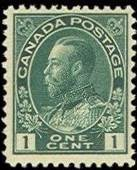 CANADA POSTAGE
1 ONE CENT 1